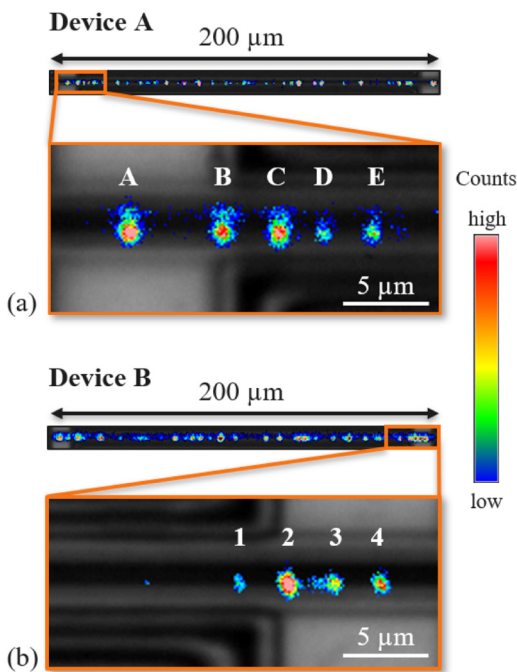 Device A
200 µm
A B C D E
5 µm
(a)
Counts
high
low
Device B
200 µm
1 2 3 4
5 µm
(b)